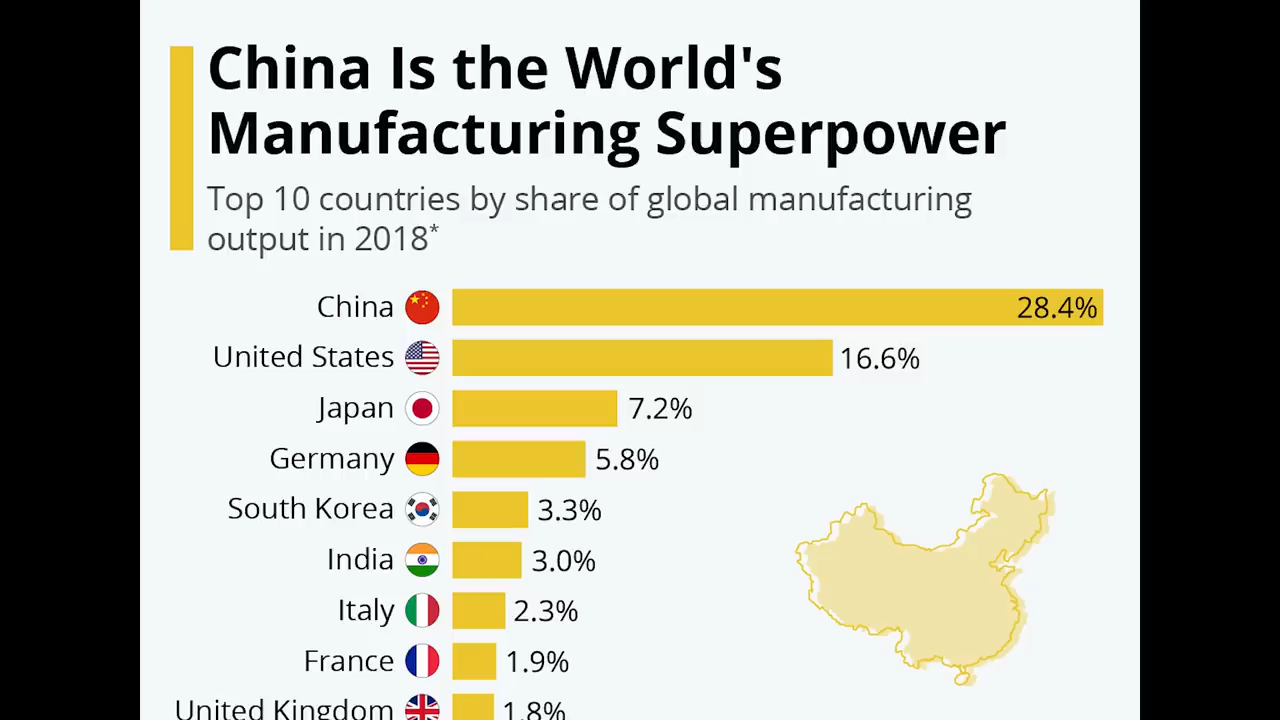 China Is the World's
Manufacturing Superpower
Top 10 countries by share of global manufacturing
output in 2018*
China 28.4%
United States 16.6%
Japan 7.2%
Germany 5.8%
South Korea 3.3%
India 3.0%
Italy 2.3%
France 1.9%
United Kingdom 1.8%